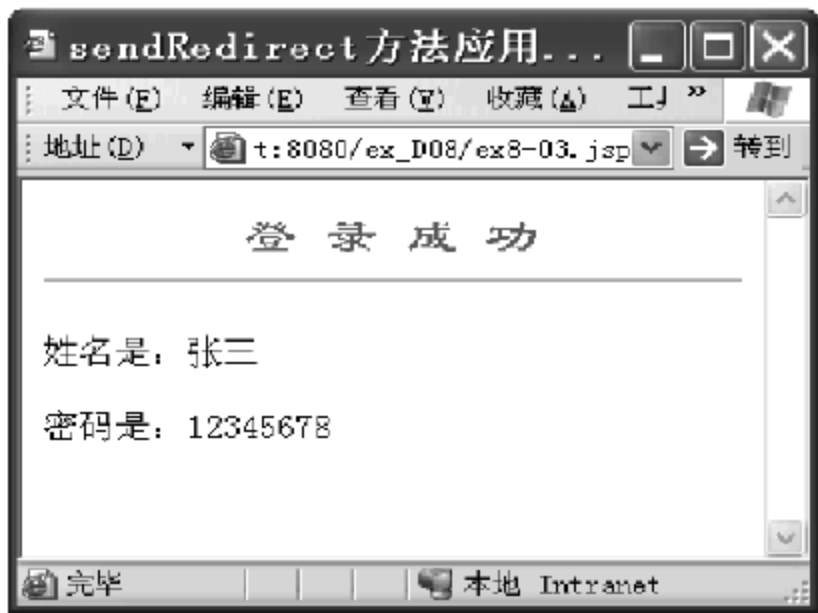 sendRedirect方法应用...
文件(F) 编辑(E) 查看(V) 收藏(A) »
地址(D) t:8080/ex_D08/ex8-03.jsp 转到
登 录 成 功
姓名是：张三
密码是：12345678
完毕 本地 Intranet